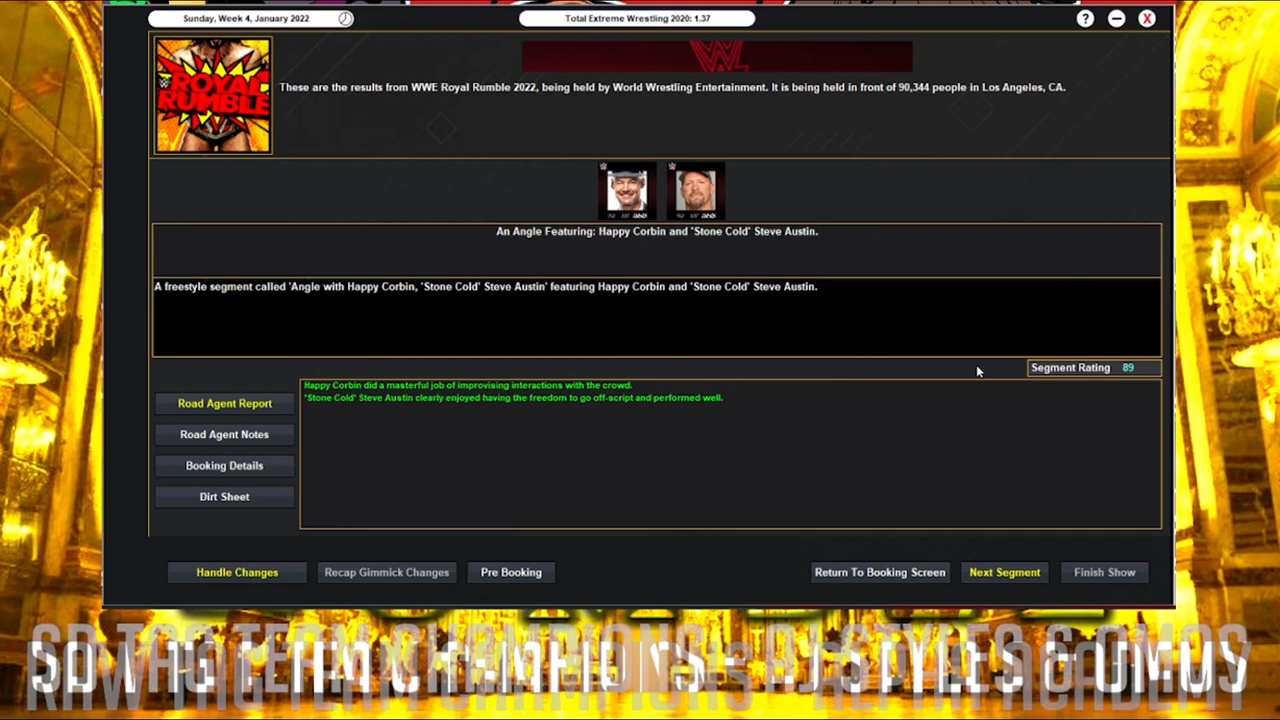 Sunday, Week 4, January 2022
Total Extreme Wrestling 2020: 1.37
?
X
ROYAL
RUMBLE
These are the results from WWE Royal Rumble 2022, being held by World Wrestling Entertainment. It is being held in front of 90,344 people in Los Angeles, CA.
An Angle Featuring: Happy Corbin and 'Stone Cold' Steve Austin.
A freestyle segment called 'Angle with Happy Corbin, 'Stone Cold' Steve Austin' featuring Happy Corbin and 'Stone Cold' Steve Austin.
Segment Rating 89
Happy Corbin did a masterful job of improvising interactions with the crowd.
'Stone Cold' Steve Austin clearly enjoyed having the freedom to go off-script and performed well.
Road Agent Report
Road Agent Notes
Booking Details
Dirt Sheet
Handle Changes
Recap Gimmick Changes
Pre Booking
Return To Booking Screen
Next Segment
Finish Show